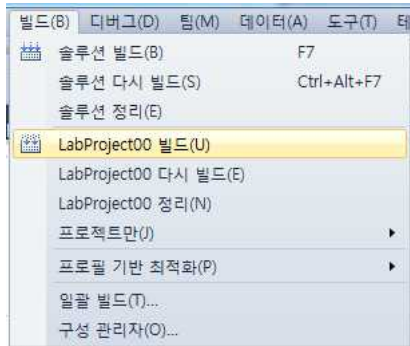 빌드(B) 디버그(D) 팀(M) 데이터(A) 도구(T)
솔루션 빌드(B) F7
솔루션 다시 빌드(S) Ctrl+Alt+F7
솔루션 정리(E)
LabProject00 빌드(U)
LabProject00 다시 빌드(E)
LabProject00 정리(N)
프로젝트만(J)
프로필 기반 최적화(P)
일괄 빌드(T)...
구성 관리자(O)...